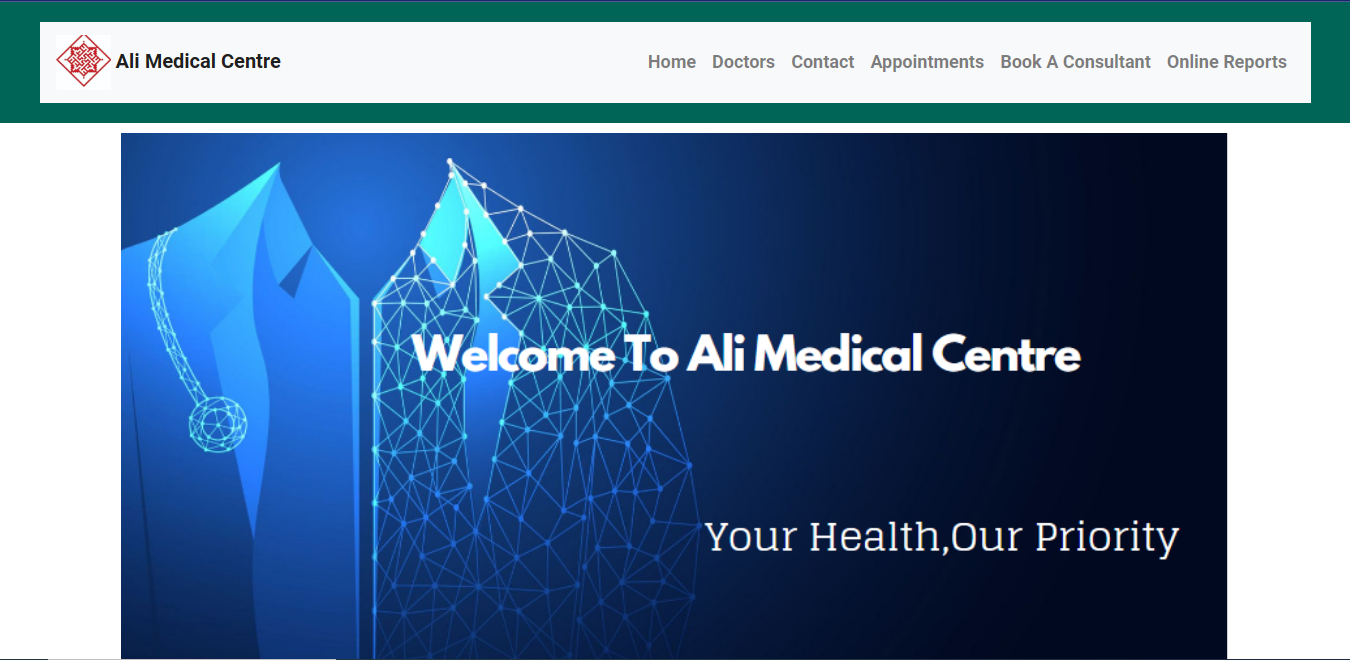 Ali Medical Centre
Home Doctors Contact Appointments Book A Consultant Online Reports
Welcome To Ali Medical Centre
Your Health,Our Priority